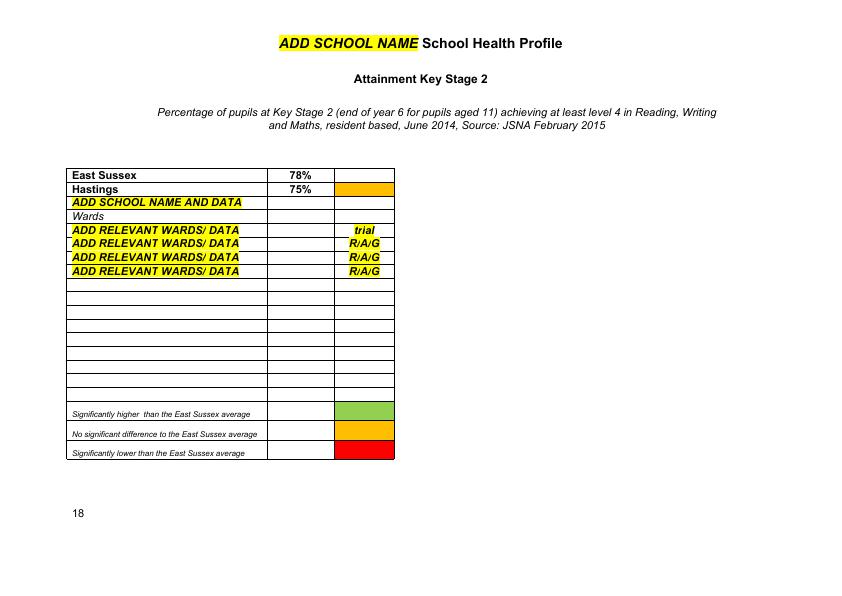 ADD SCHOOL NAME School Health Profile
Attainment Key Stage 2
Percentage of pupils at Key Stage 2 (end of year 6 for pupils aged 11) achieving at least level 4 in Reading, Writing
and Maths, resident based, June 2014, Source: JSNA February 2015
East Sussex 78%
Hastings 75%
ADD SCHOOL NAME AND DATA
Wards
ADD RELEVANT WARDS/ DATA trial
ADD RELEVANT WARDS/ DATA R/A/G
ADD RELEVANT WARDS/ DATA R/A/G
ADD RELEVANT WARDS/ DATA R/A/G
Significantly higher than the East Sussex average
No significant difference to the East Sussex average
Significantly lower than the East Sussex average
18